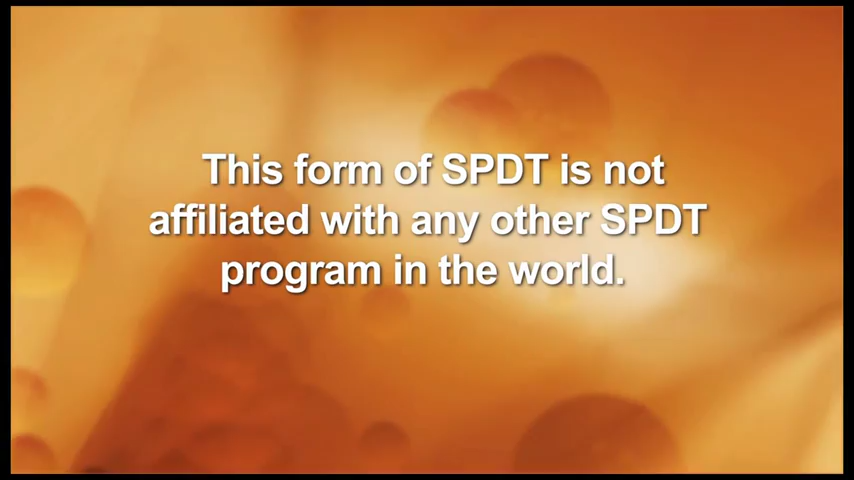 This form of SPDT is not
affiliated with any other SPDT
program in the world.